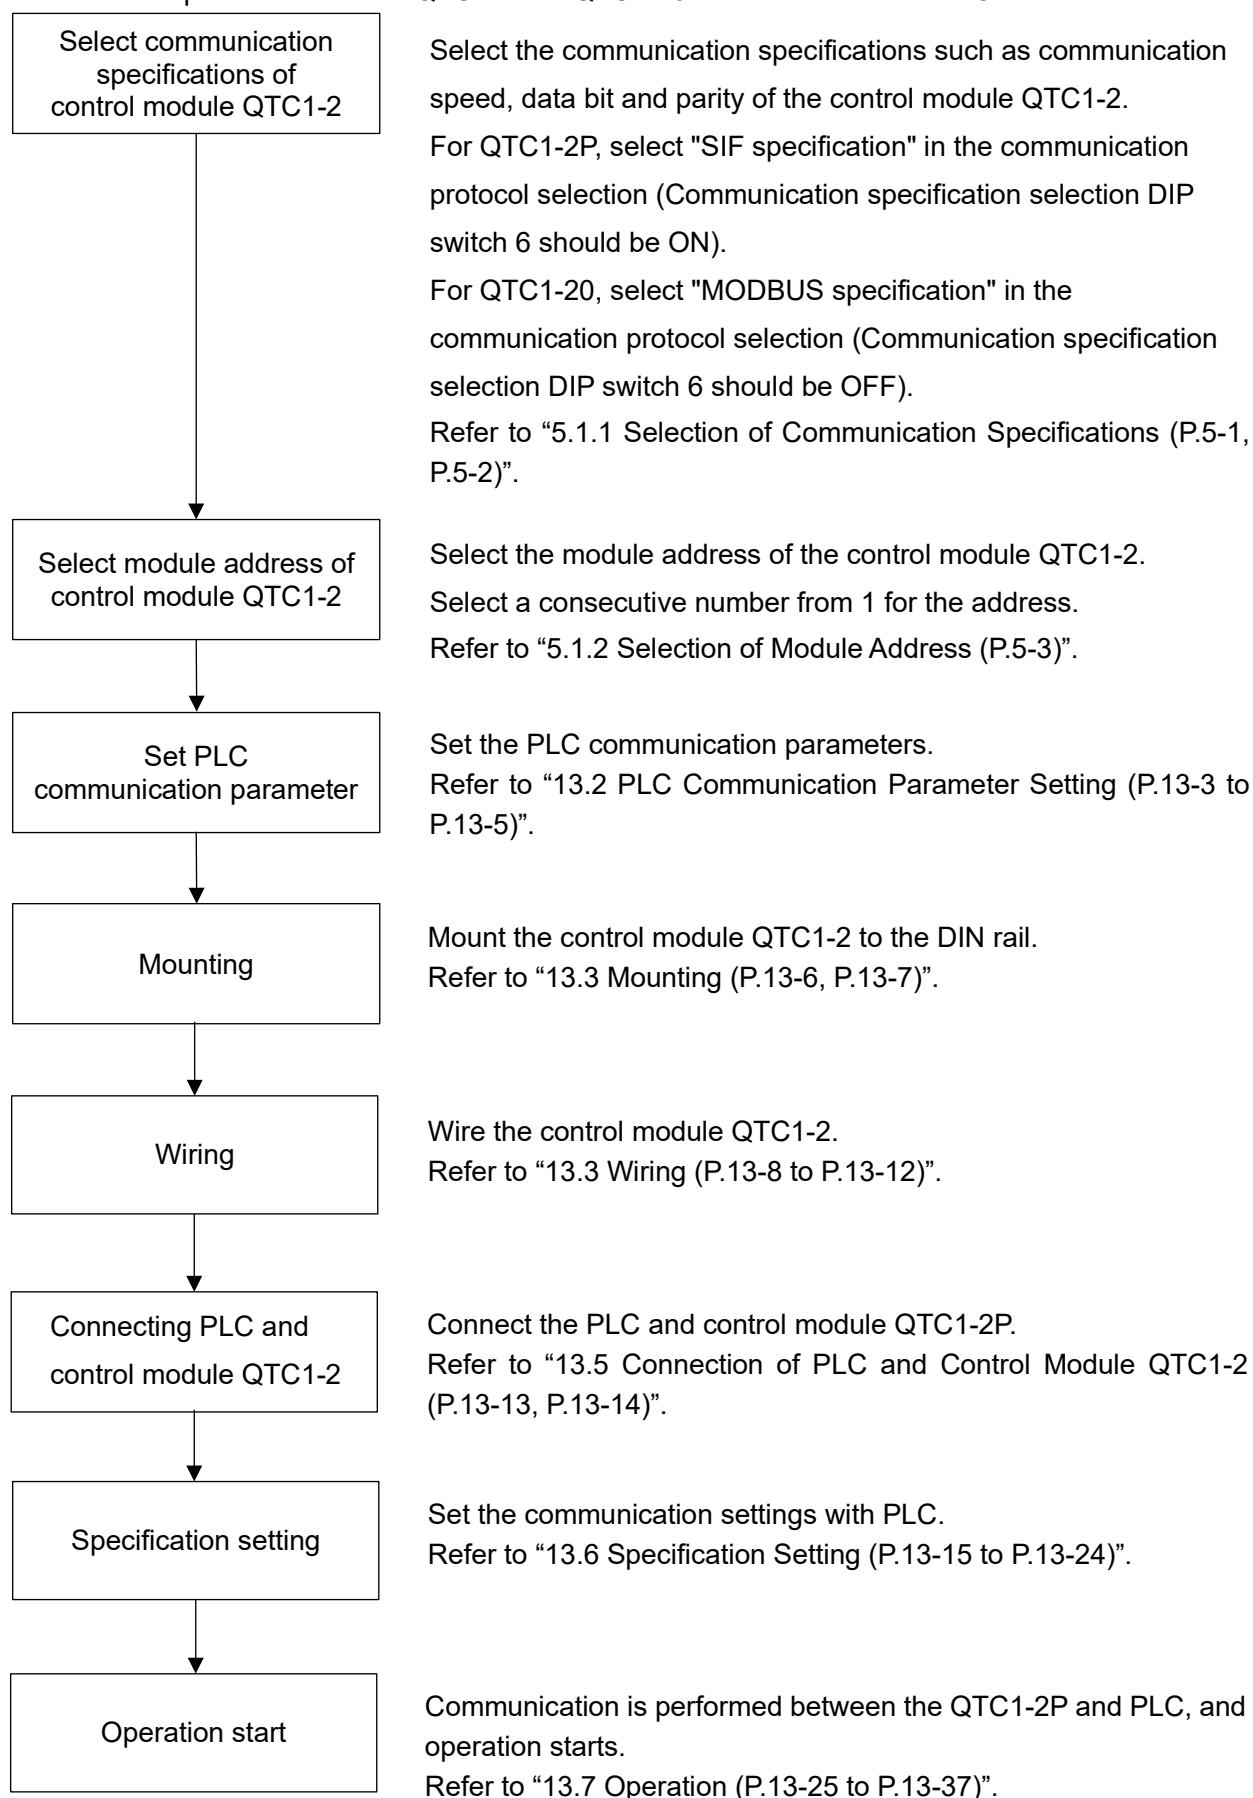 Select communication
specifications of
control module QTC1-2
Select the communication specifications such as communication
speed, data bit and parity of the control module QTC1-2.
For QTC1-2P, select "SIF specification" in the communication
protocol selection (Communication specification selection DIP
switch 6 should be ON).
For QTC1-20, select "MODBUS specification" in the
communication protocol selection (Communication specification
selection DIP switch 6 should be OFF).
Refer to “5.1.1 Selection of Communication Specifications (P.5-1,
P.5-2)”.
Select module address of
control module QTC1-2
Select the module address of the control module QTC1-2.
Select a consecutive number from 1 for the address.
Refer to “5.1.2 Selection of Module Address (P.5-3)”.
Set PLC
communication parameter
Set the PLC communication parameters.
Refer to “13.2 PLC Communication Parameter Setting (P.13-3 to
P.13-5)”.
Mounting
Mount the control module QTC1-2 to the DIN rail.
Refer to “13.3 Mounting (P.13-6, P.13-7)”.
Wiring
Wire the control module QTC1-2.
Refer to “13.3 Wiring (P.13-8 to P.13-12)”.
Connecting PLC and
control module QTC1-2
Connect the PLC and control module QTC1-2P.
Refer to “13.5 Connection of PLC and Control Module QTC1-2
(P.13-13, P.13-14)”.
Specification setting
Set the communication settings with PLC.
Refer to “13.6 Specification Setting (P.13-15 to P.13-24)”.
Operation start
Communication is performed between the QTC1-2P and PLC, and
operation starts.
Refer to “13.7 Operation (P.13-25 to P.13-37)”.